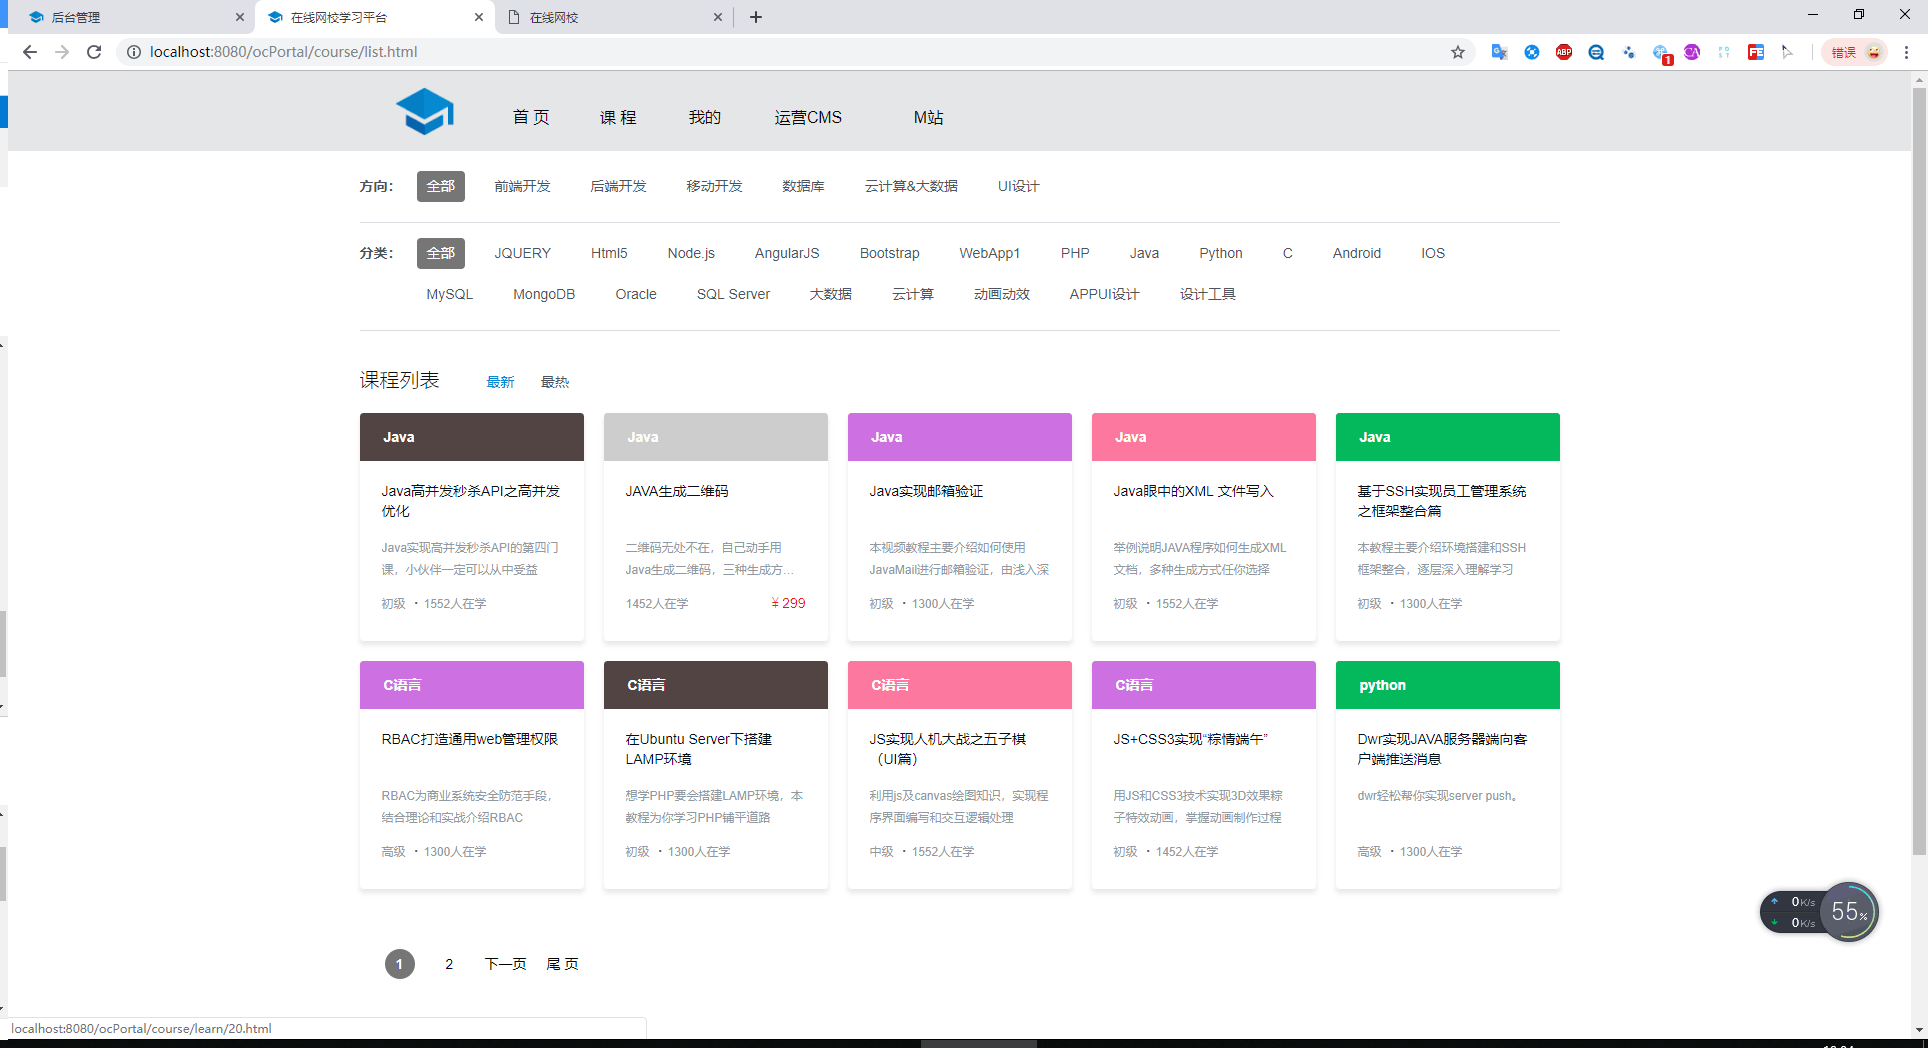 后台管理
在线网校学习平台
在线网校
localhost:8080/ocPortal/course/list.html
ABP
1
CA
FE
错误
首 页
课 程
我的
运营CMS
M站
方向：
全部
前端开发
后端开发
移动开发
数据库
云计算&大数据
UI设计
分类：
全部
JQUERY
Html5
Node.js
AngularJS
Bootstrap
WebApp1
PHP
Java
Python
C
Android
IOS
MySQL
MongoDB
Oracle
SQL Server
大数据
云计算
动画动效
APPUI设计
设计工具
课程列表
最新
最热
Java
Java高并发秒杀API之高并发
优化
Java实现高并发秒杀API的第四门
课，小伙伴一定可以从中受益
初级 · 1552人在学
Java
JAVA生成二维码
二维码无处不在，自己动手用
Java生成二维码，三种生成方...
1452人在学
¥ 299
Java
Java实现邮箱验证
本视频教程主要介绍如何使用
JavaMail进行邮箱验证，由浅入深
初级 · 1300人在学
Java
Java眼中的XML 文件写入
举例说明JAVA程序如何生成XML
文档，多种生成方式任你选择
初级 · 1552人在学
Java
基于SSH实现员工管理系统
之框架整合篇
本教程主要介绍环境搭建和SSH
框架整合，逐层深入理解学习
初级 · 1300人在学
C语言
RBAC打造通用web管理权限
RBAC为商业系统安全防范手段，
结合理论和实战介绍RBAC
高级 · 1300人在学
C语言
在Ubuntu Server下搭建
LAMP环境
想学PHP要会搭建LAMP环境，本
教程为你学习PHP铺平道路
初级 · 1300人在学
C语言
JS实现人机大战之五子棋
（UI篇）
利用js及canvas绘图知识，实现程
序界面编写和交互逻辑处理
中级 · 1552人在学
C语言
JS+CSS3实现“粽情端午”
用JS和CSS3技术实现3D效果粽
子特效动画，掌握动画制作过程
初级 · 1452人在学
python
Dwr实现JAVA服务器端向客
户端推送消息
dwr轻松帮你实现server push。
高级 · 1300人在学
0K/s
0K/s
55%
1
2
下一页
尾 页
localhost:8080/ocPortal/course/learn/20.html